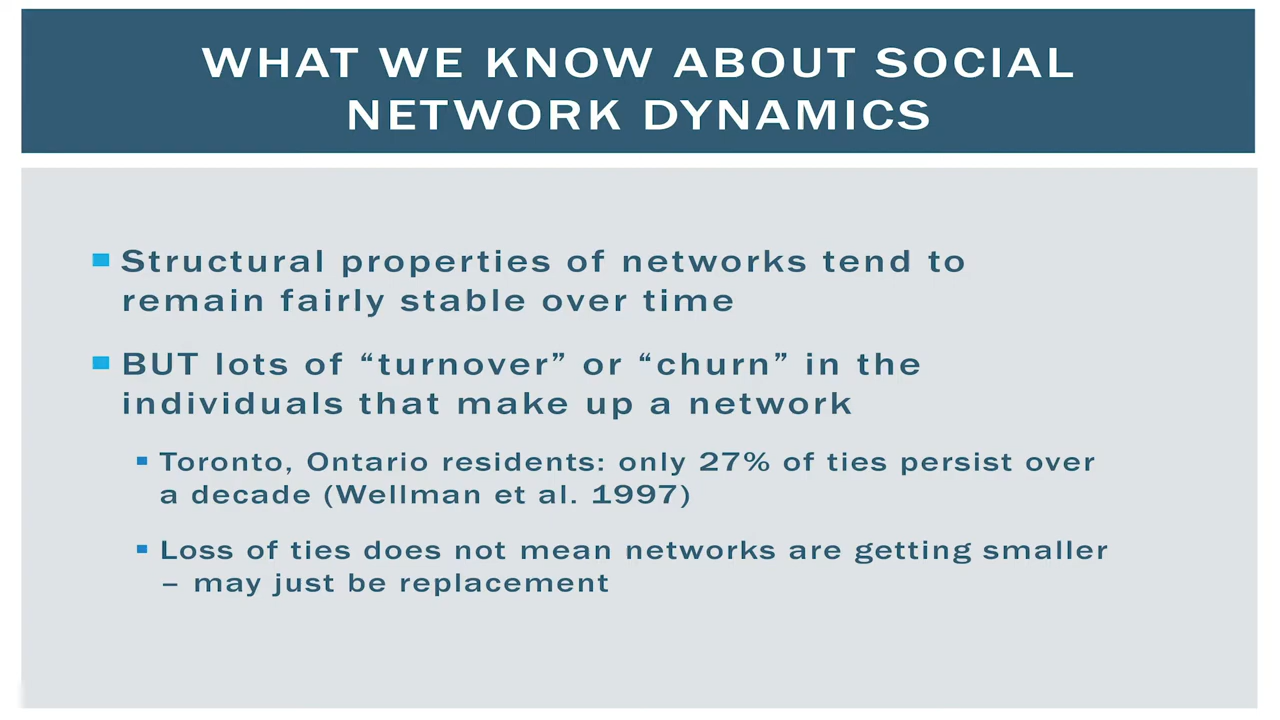 WHAT WE KNOW ABOUT SOCIAL
NETWORK DYNAMICS
Structural properties of networks tend to
remain fairly stable over time
BUT lots of “turnover” or “churn” in the
individuals that make up a network
Toronto, Ontario residents: only 27% of ties persist over
a decade (Wellman et al. 1997)
Loss of ties does not mean networks are getting smaller
– may just be replacement